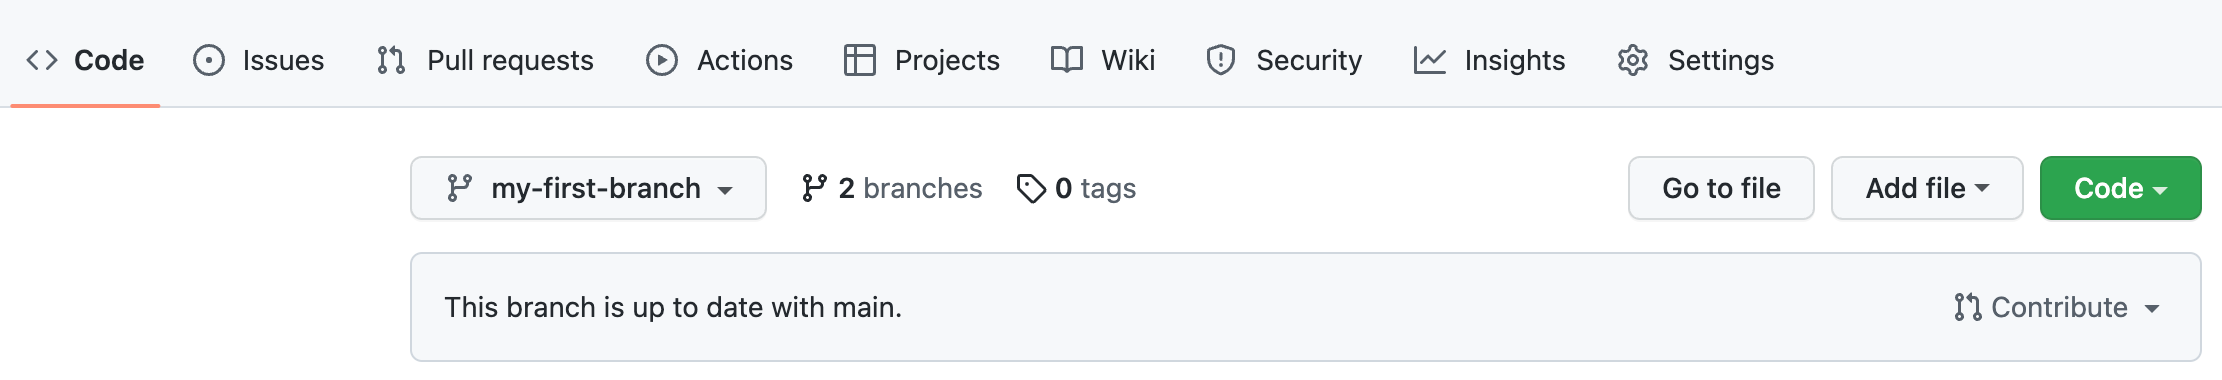 Code Issues Pull requests Actions Projects Wiki Security Insights Settings
my-first-branch 2 branches 0 tags Go to file Add file Code
This branch is up to date with main. Contribute